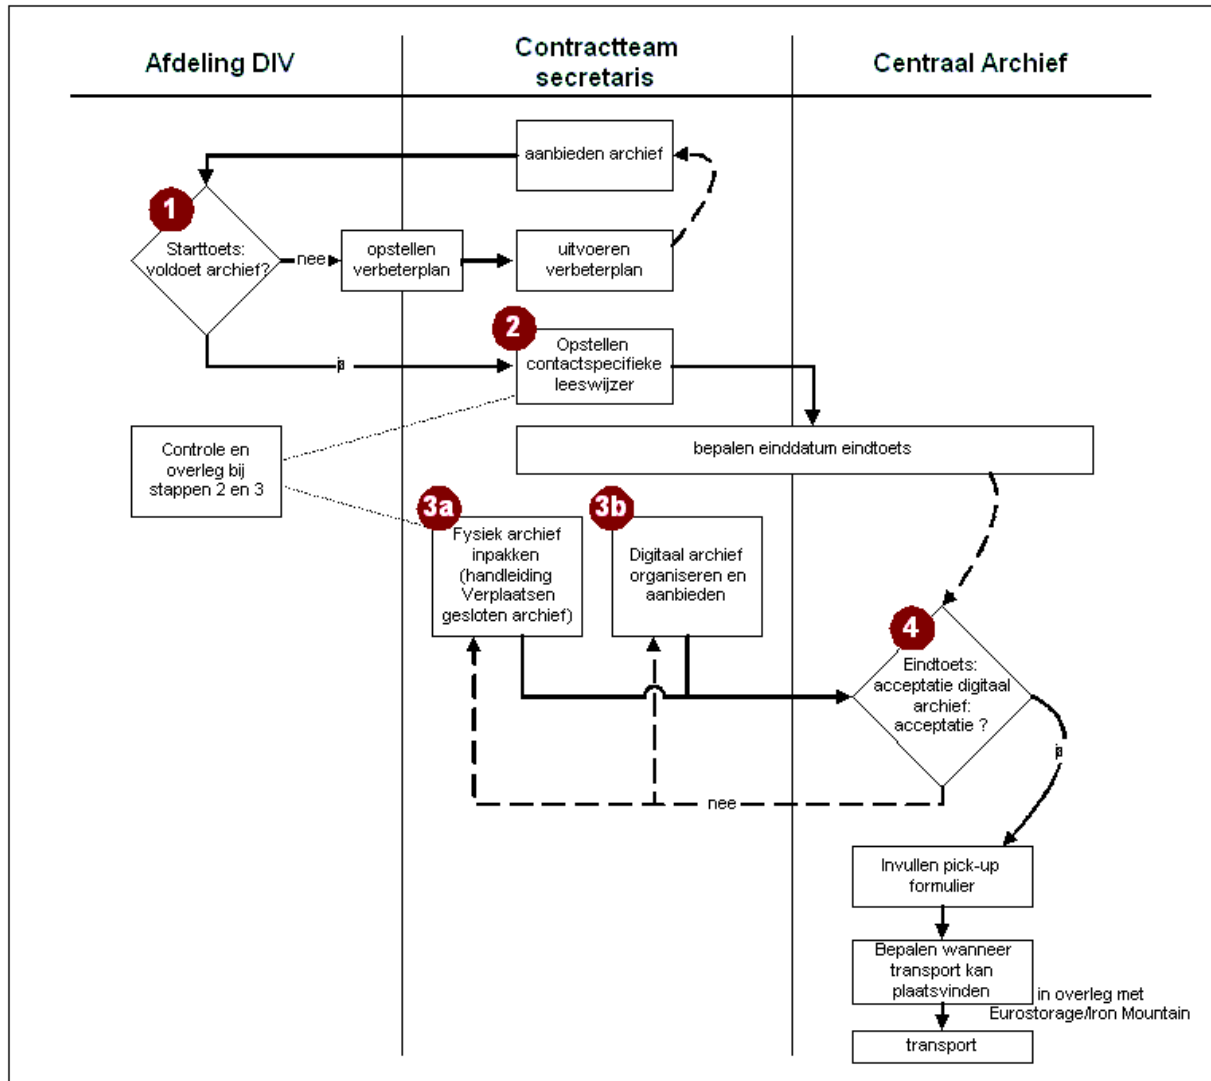 Afdeling DIV
Contractteam
secretaris
Centraal Archief
aanbieden archief
1
Starttoets:
voldoet archief?
nee
opstellen
verbeterplan
uitvoeren
verbeterplan
ja
2
Opstellen
contactspecifieke
leeswijzer
Controle en
overleg bij
stappen 2 en 3
bepalen einddatum eindtoets
3a
Fysiek archief
inpakken
(handleiding
Verplaatsen
gesloten archief)
3b
Digitaal archief
organiseren en
aanbieden
4
Eindtoets:
acceptatie digitaal
archief:
acceptatie ?
ja
nee
Invullen pick-up
formulier
Bepalen wanneer
transport kan
plaatsvinden
in overleg met
Eurostorage/Iron Mountain
transport